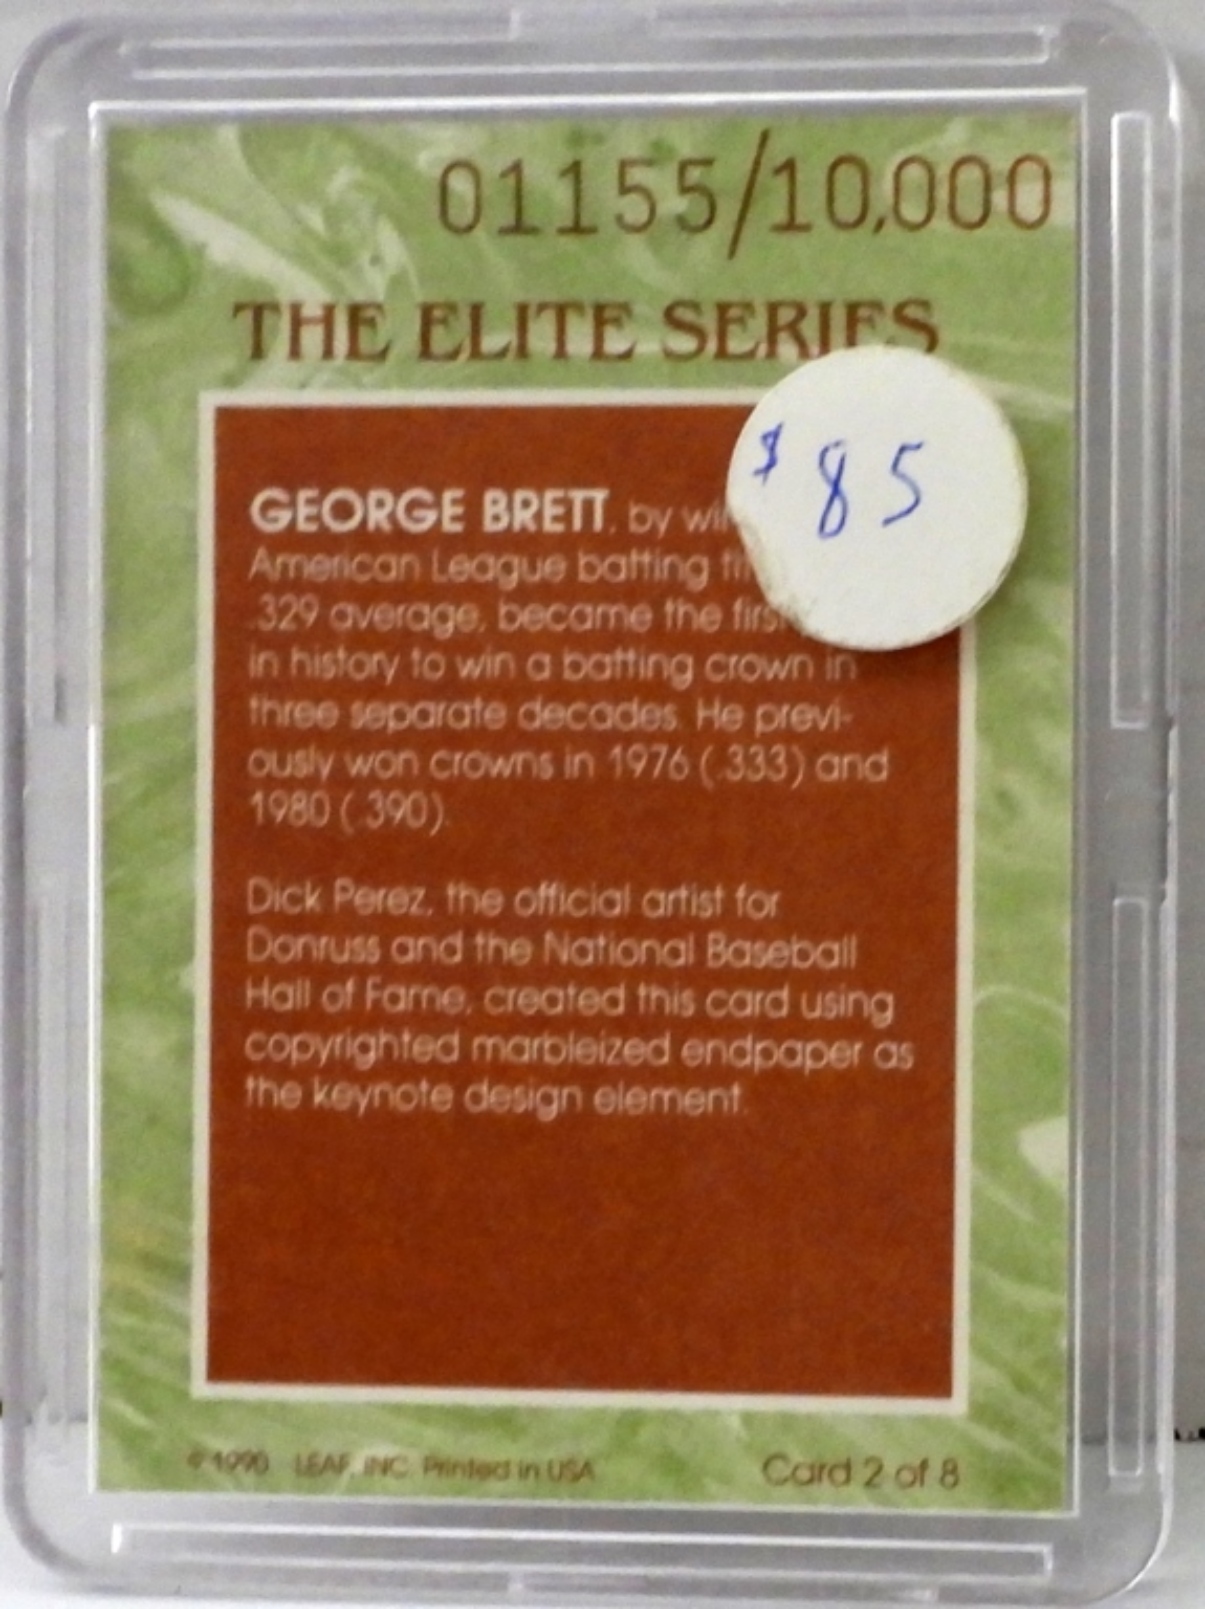 01155/10,000
THE ELITE SERIES
$85
GEORGE BRETT, by
American League batting
.329 average, became the
in history to win a batting crown in
three separate decades. He previ-
ously won crowns in 1976 (.333) and
1980 (.390).
Dick Perez, the official artist for
Donruss and the National Baseball
Hall of Fame, created this card using
copyrighted marbleized endpaper as
the keynote design element.
© 1990 LEAF, INC. Printed in USA
Card 2 of 8